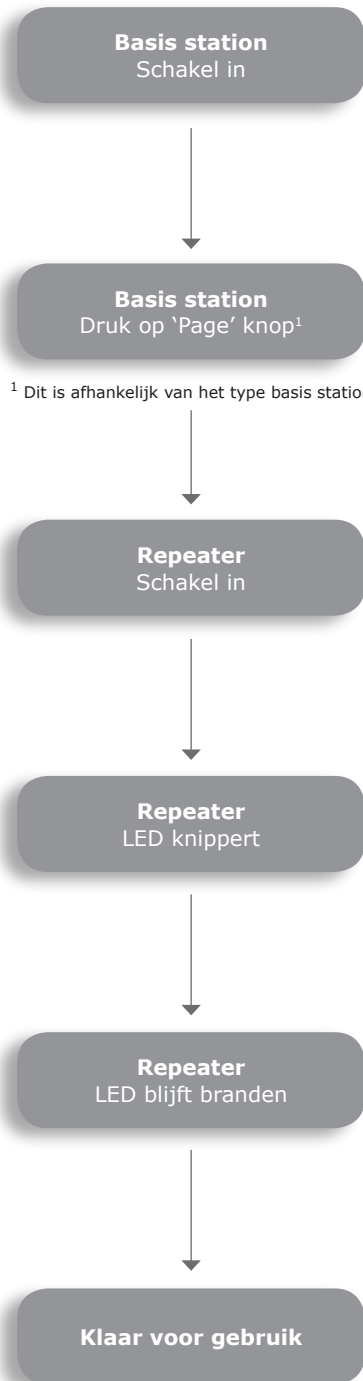 Basis station
Schakel in
Basis station
Druk op ‘Page’ knop¹
¹ Dit is afhankelijk van het type basis statio
Repeater
Schakel in
Repeater
LED knippert
Repeater
LED blijft branden
Klaar voor gebruik